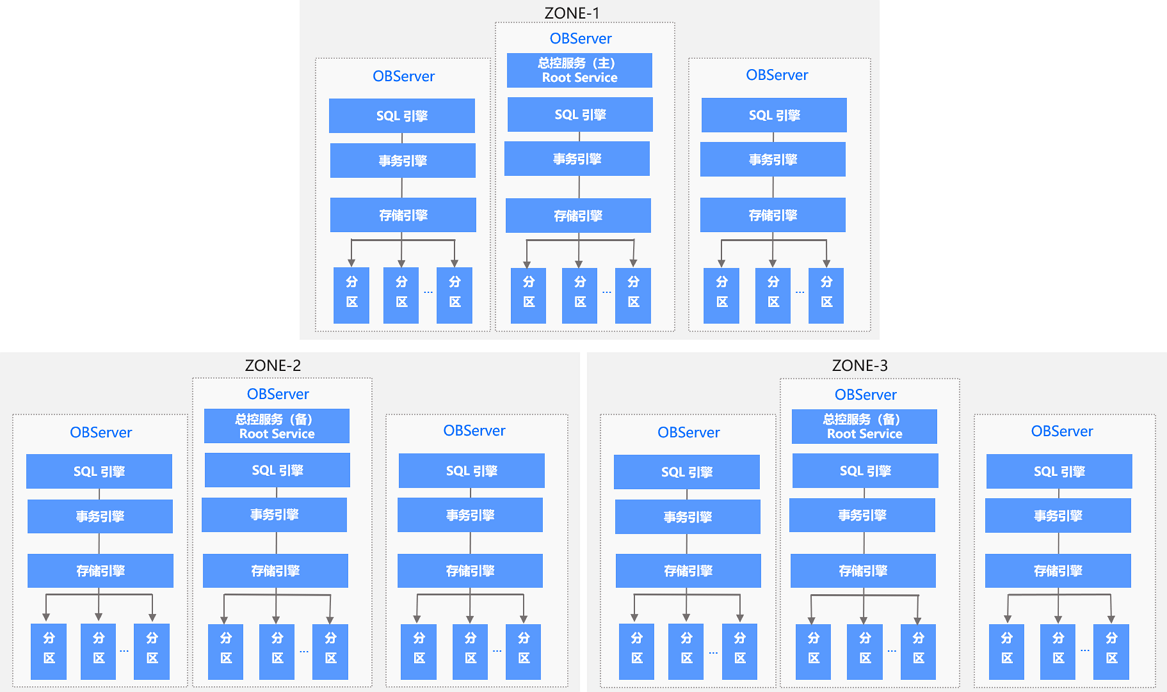 ZONE-1
OBServer
SQL 引擎
事务引擎
存储引擎
分
区
分
区
...
分
区
OBServer
总控服务（主）
Root Service
SQL 引擎
事务引擎
存储引擎
分
区
分
区
...
分
区
OBServer
SQL 引擎
事务引擎
存储引擎
分
区
分
区
...
分
区
ZONE-2
OBServer
SQL 引擎
事务引擎
存储引擎
分
区
分
区
...
分
区
OBServer
总控服务（备）
Root Service
SQL 引擎
事务引擎
存储引擎
分
区
分
区
...
分
区
OBServer
SQL 引擎
事务引擎
存储引擎
分
区
分
区
...
分
区
ZONE-3
OBServer
SQL 引擎
事务引擎
存储引擎
分
区
分
区
...
分
区
OBServer
总控服务（备）
Root Service
SQL 引擎
事务引擎
存储引擎
分
区
分
区
...
分
区
OBServer
SQL 引擎
事务引擎
存储引擎
分
区
分
区
...
分
区